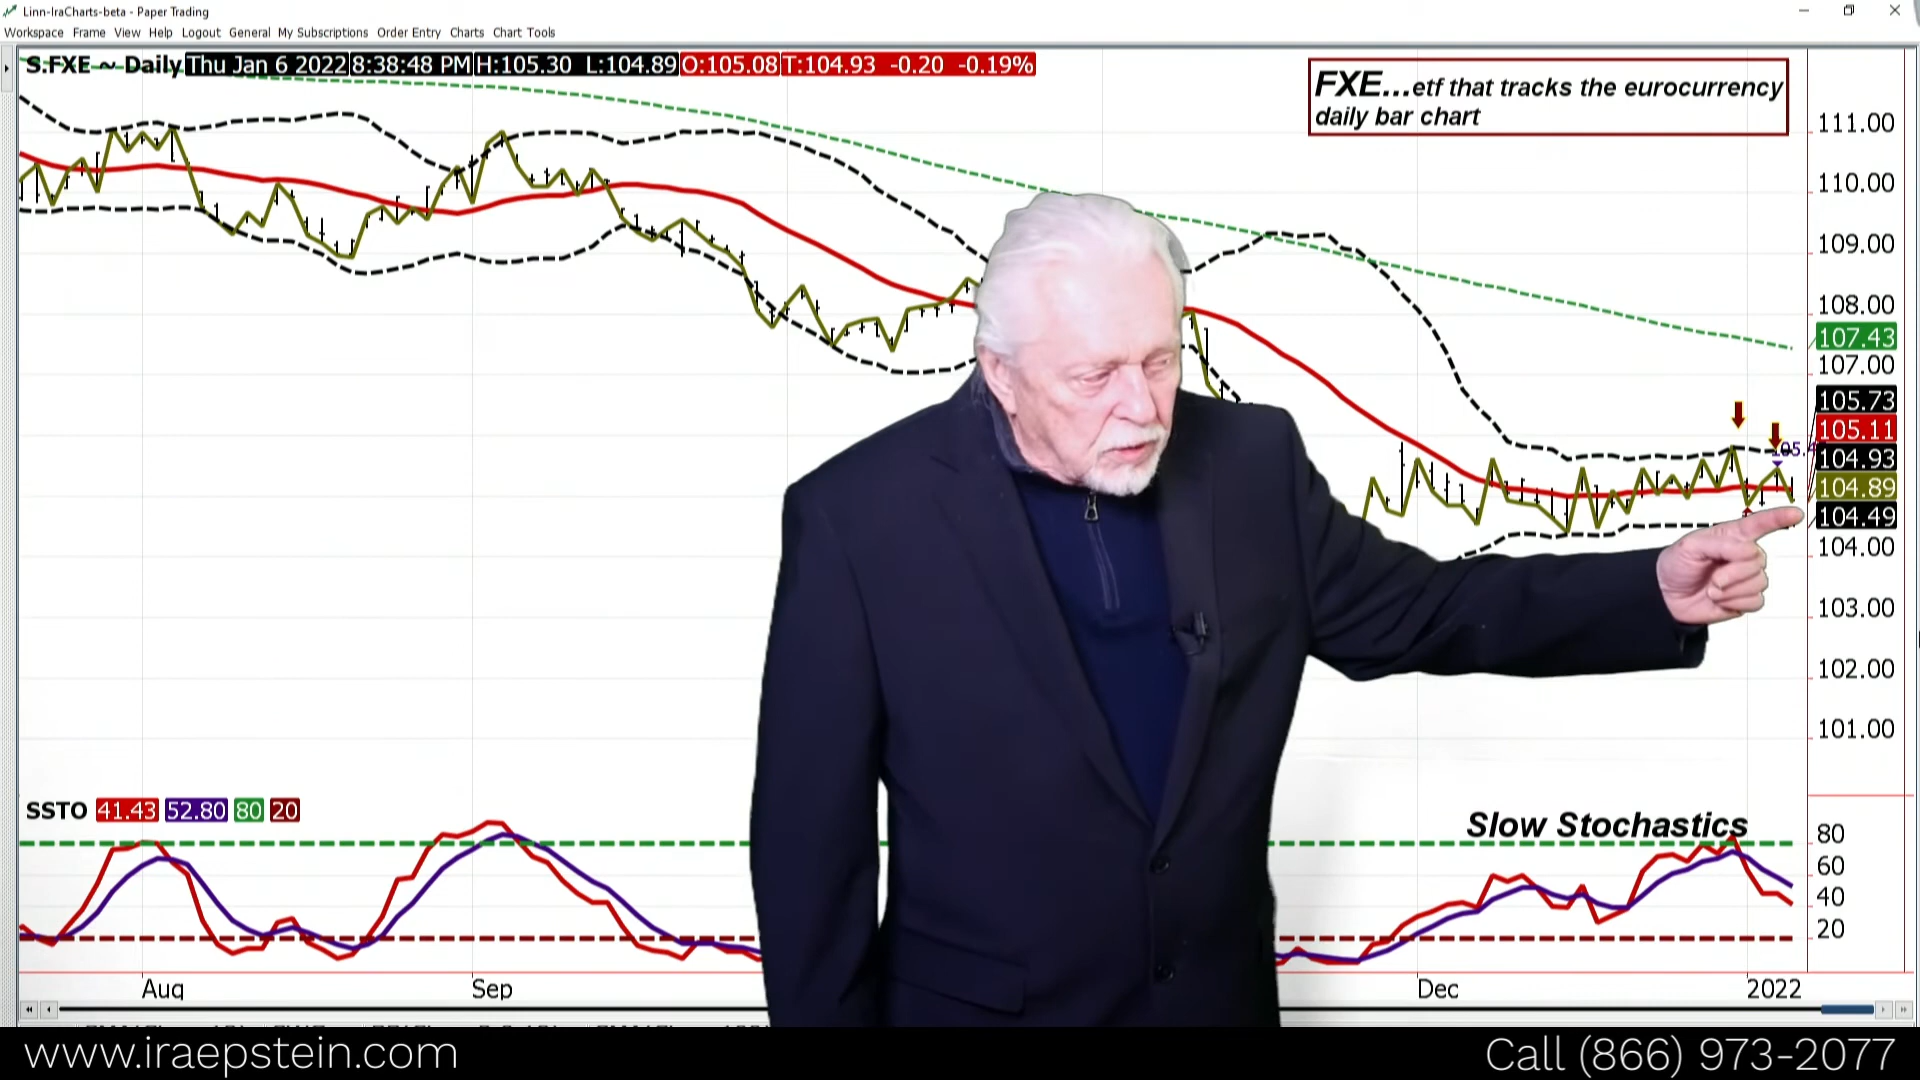 Linn-IraCharts-beta - Paper Trading
Workspace Frame View Help Logout General My Subscriptions Order Entry Charts Chart Tools
S.FXE ~ Daily Thu Jan 6 2022 8:38:48 PM H:105.30 L:104.89 O:105.08 T:104.93 -0.20 -0.19%
FXE...etf that tracks the eurocurrency
daily bar chart
111.00
110.00
109.00
108.00
107.43
107.00
105.73
105.11
104.93
104.89
104.49
104.00
103.00
102.00
101.00
SSTO 41.43 52.80 80 20
Slow Stochastics
80
60
40
20
Aug Sep Dec 2022
www.iraepstein.com Call (866) 973-2077